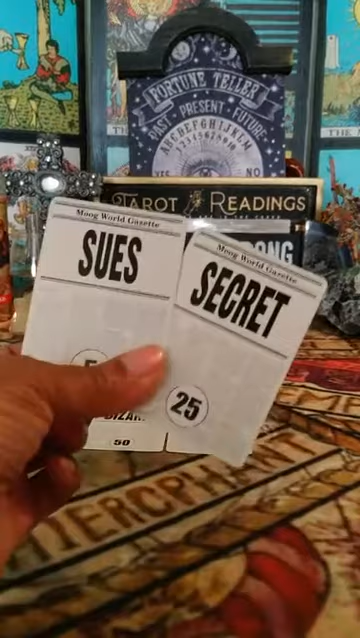 FORTUNE TELLER
PAST · PRESENT · FUTURE
YES
NO
TAROT READINGS
Moog World Gazette
SUES
Moog World Gazette
SECRET
25
50
HIEROPHANT